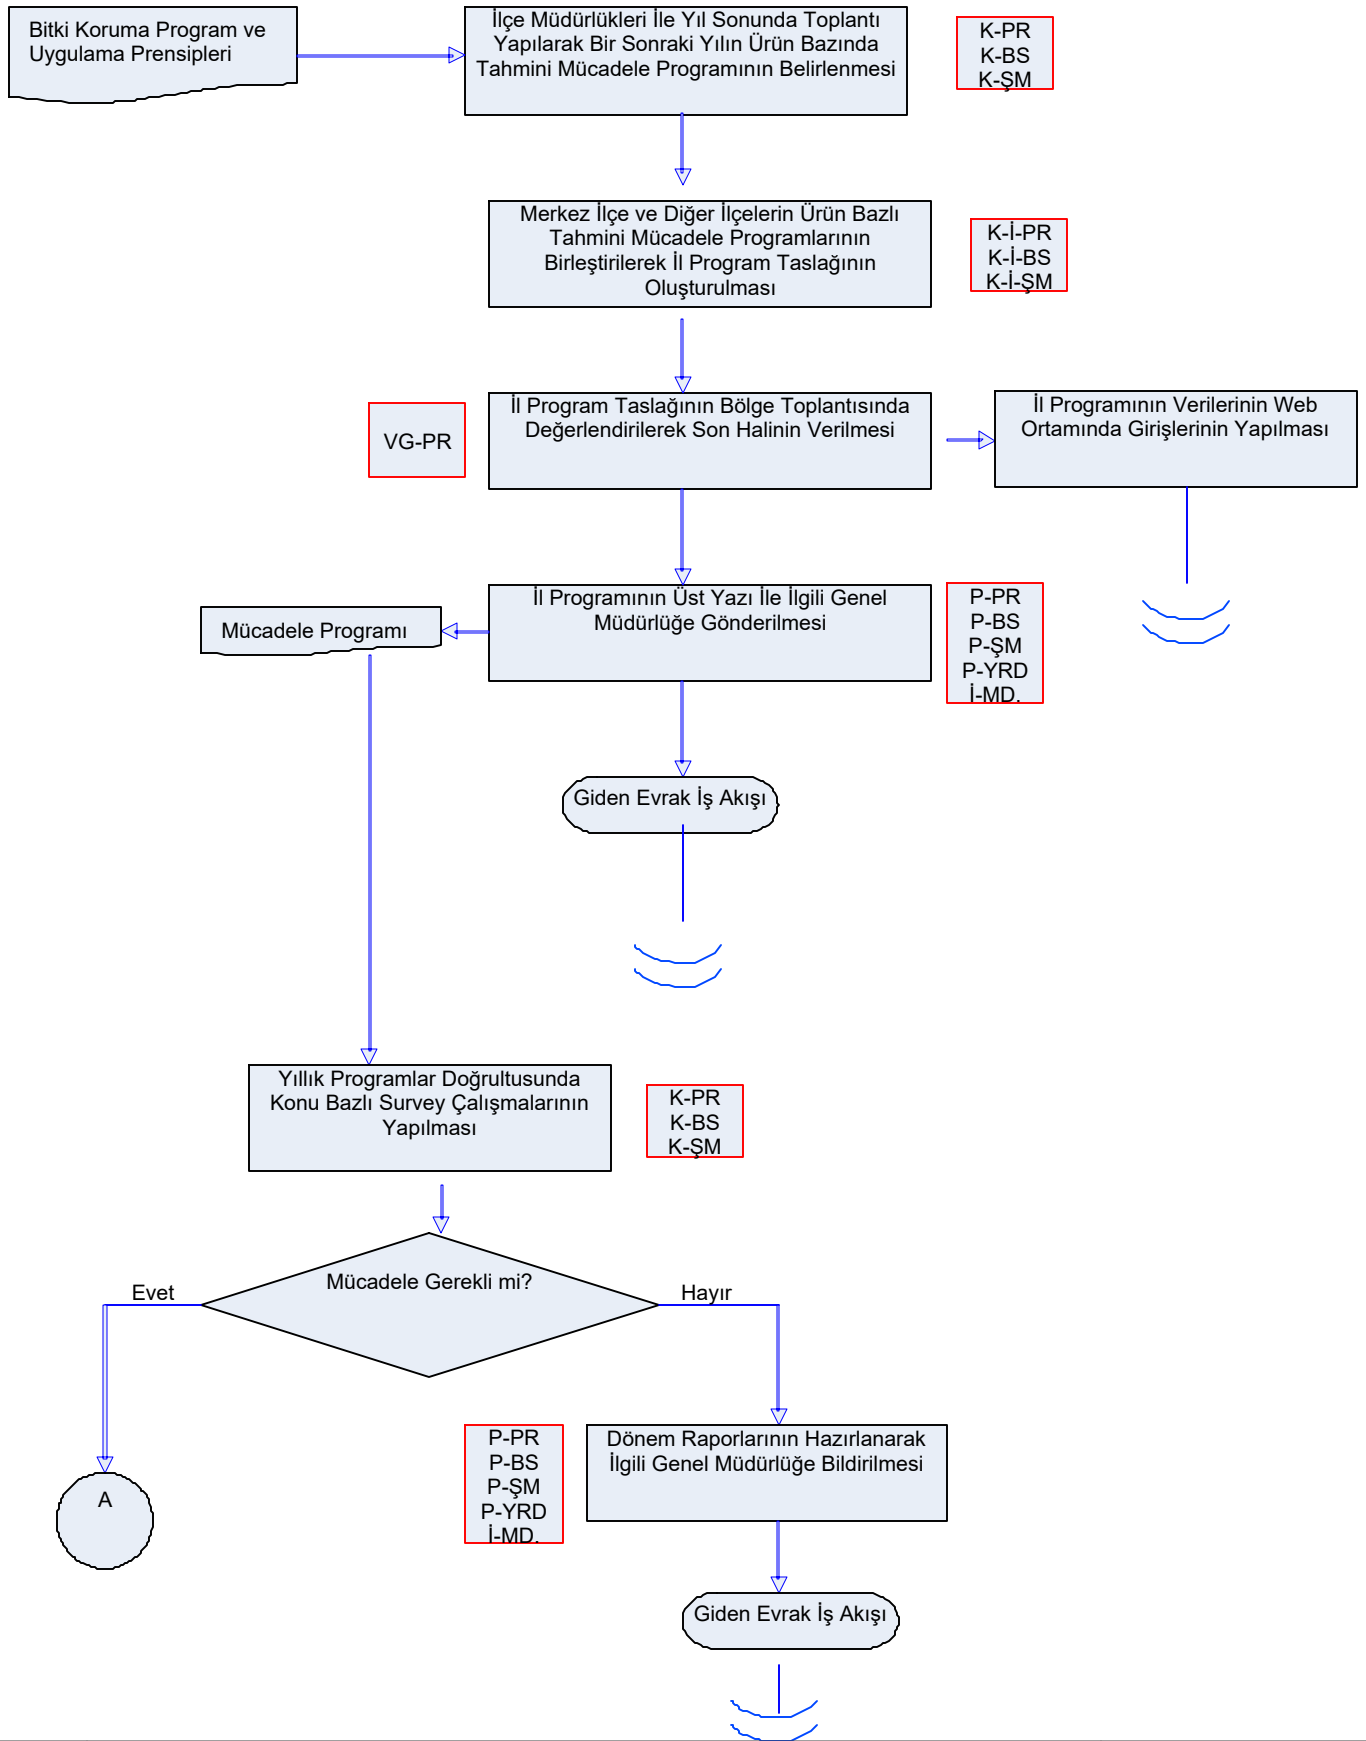 Bitki Koruma Program ve
Uygulama Prensipleri
İlçe Müdürlükleri İle Yıl Sonunda Toplantı
Yapılarak Bir Sonraki Yılın Ürün Bazında
Tahmini Mücadele Programının Belirlenmesi
K-PR
K-BS
K-ŞM
Merkez İlçe ve Diğer İlçelerin Ürün Bazlı
Tahmini Mücadele Programlarının
Birleştirilerek İl Program Taslağının
Oluşturulması
K-İ-PR
K-İ-BS
K-İ-ŞM
VG-PR
İl Program Taslağının Bölge Toplantısında
Değerlendirilerek Son Halinin Verilmesi
İl Programının Verilerinin Web
Ortamında Girişlerinin Yapılması
Mücadele Programı
İl Programının Üst Yazı İle İlgili Genel
Müdürlüğe Gönderilmesi
P-PR
P-BS
P-ŞM
P-YRD
İ-MD.
Giden Evrak İş Akışı
Yıllık Programlar Doğrultusunda
Konu Bazlı Survey Çalışmalarının
Yapılması
K-PR
K-BS
K-ŞM
Mücadele Gerekli mi?
Evet
Hayır
A
P-PR
P-BS
P-ŞM
P-YRD
İ-MD.
Dönem Raporlarının Hazırlanarak
İlgili Genel Müdürlüğe Bildirilmesi
Giden Evrak İş Akışı